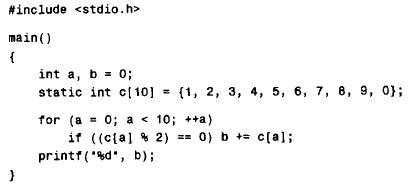 #include <stdio.h>
main()
{
int a, b = 0;
static int c[10] = {1, 2, 3, 4, 5, 6, 7, 8, 9, 0};
for (a = 0; a < 10; ++a)
if ((c[a] % 2) == 0) b += c[a];
printf("%d", b);
}